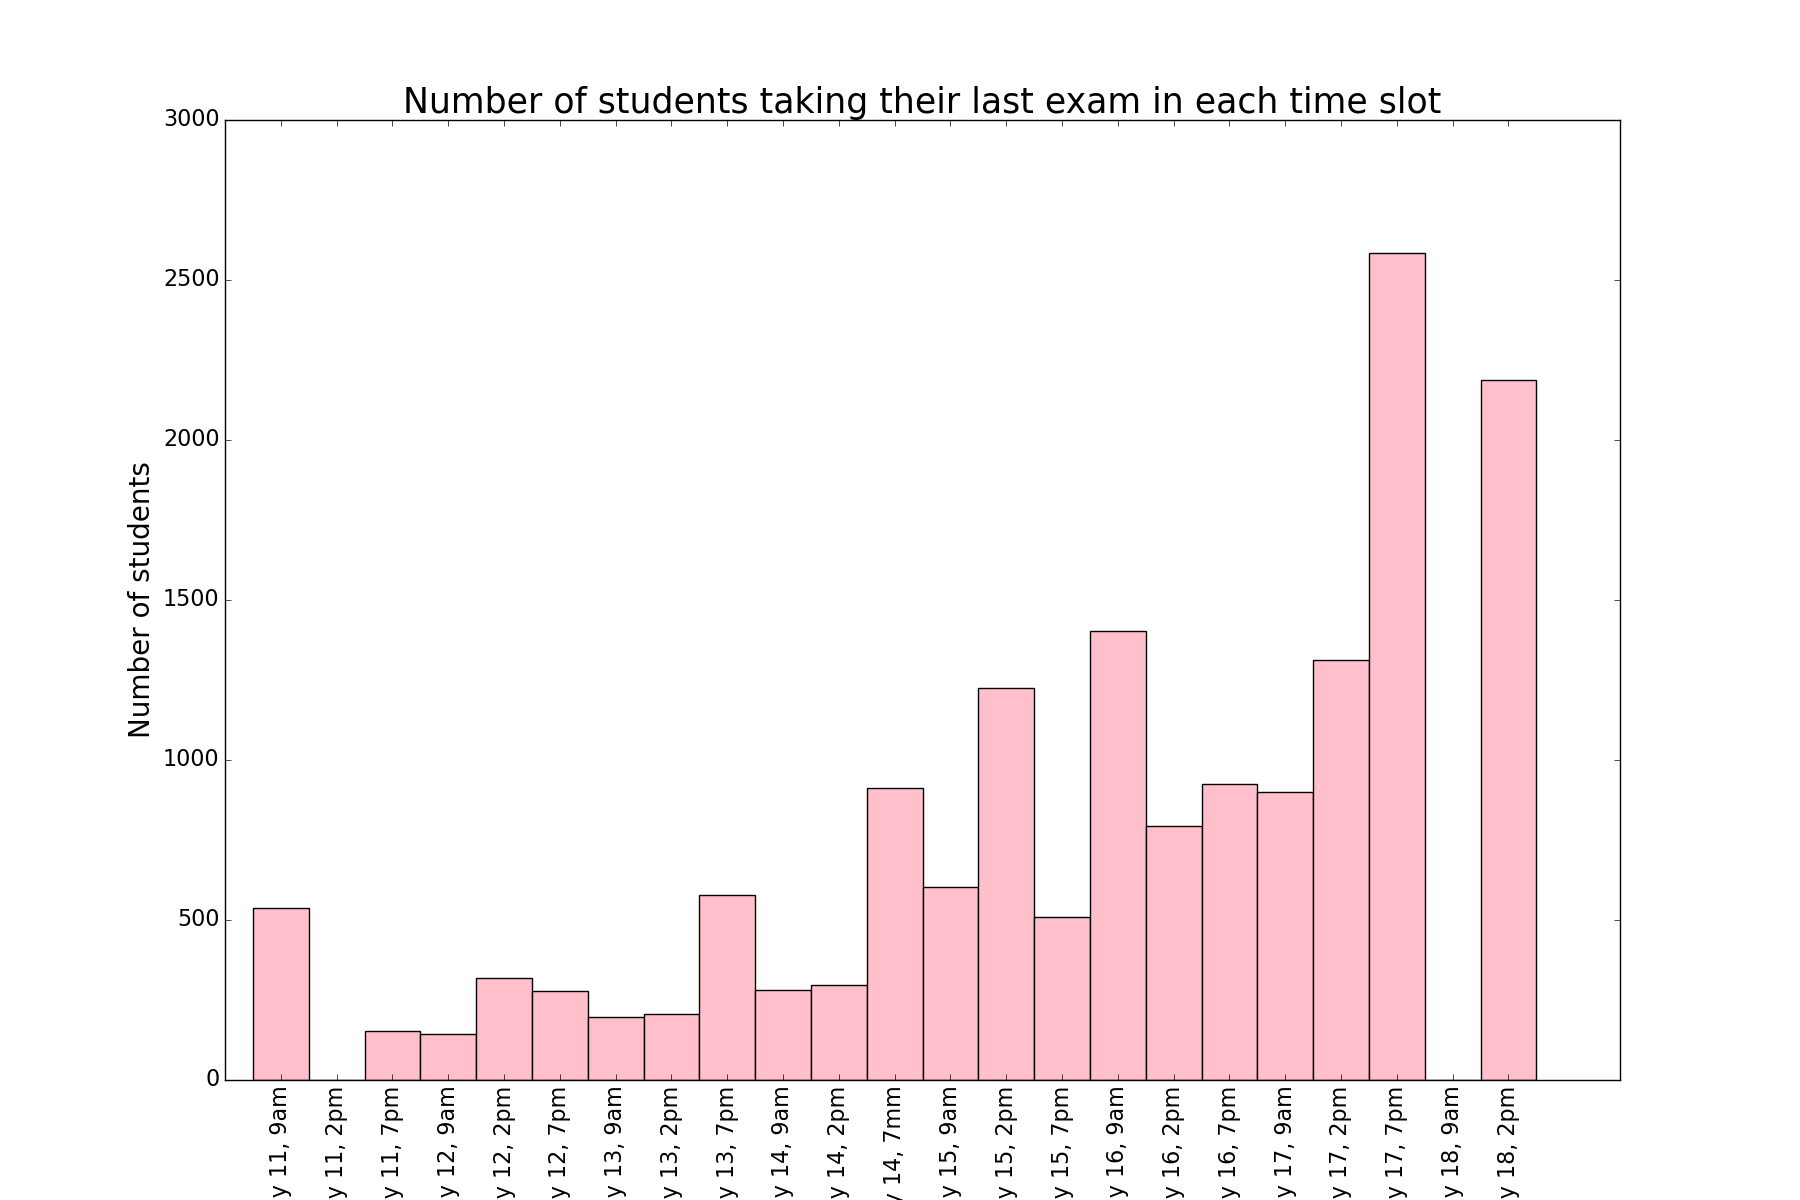 Number of students taking their last exam in each time slot
3000
2500
2000
1500
1000
500
0
Number of students
y 11, 9am
y 11, 2pm
y 11, 7pm
y 12, 9am
y 12, 2pm
y 12, 7pm
y 13, 9am
y 13, 2pm
y 13, 7pm
y 14, 9am
y 14, 2pm
y 14, 7mm
y 15, 9am
y 15, 2pm
y 15, 7pm
y 16, 9am
y 16, 2pm
y 16, 7pm
y 17, 9am
y 17, 2pm
y 17, 7pm
y 18, 9am
y 18, 2pm